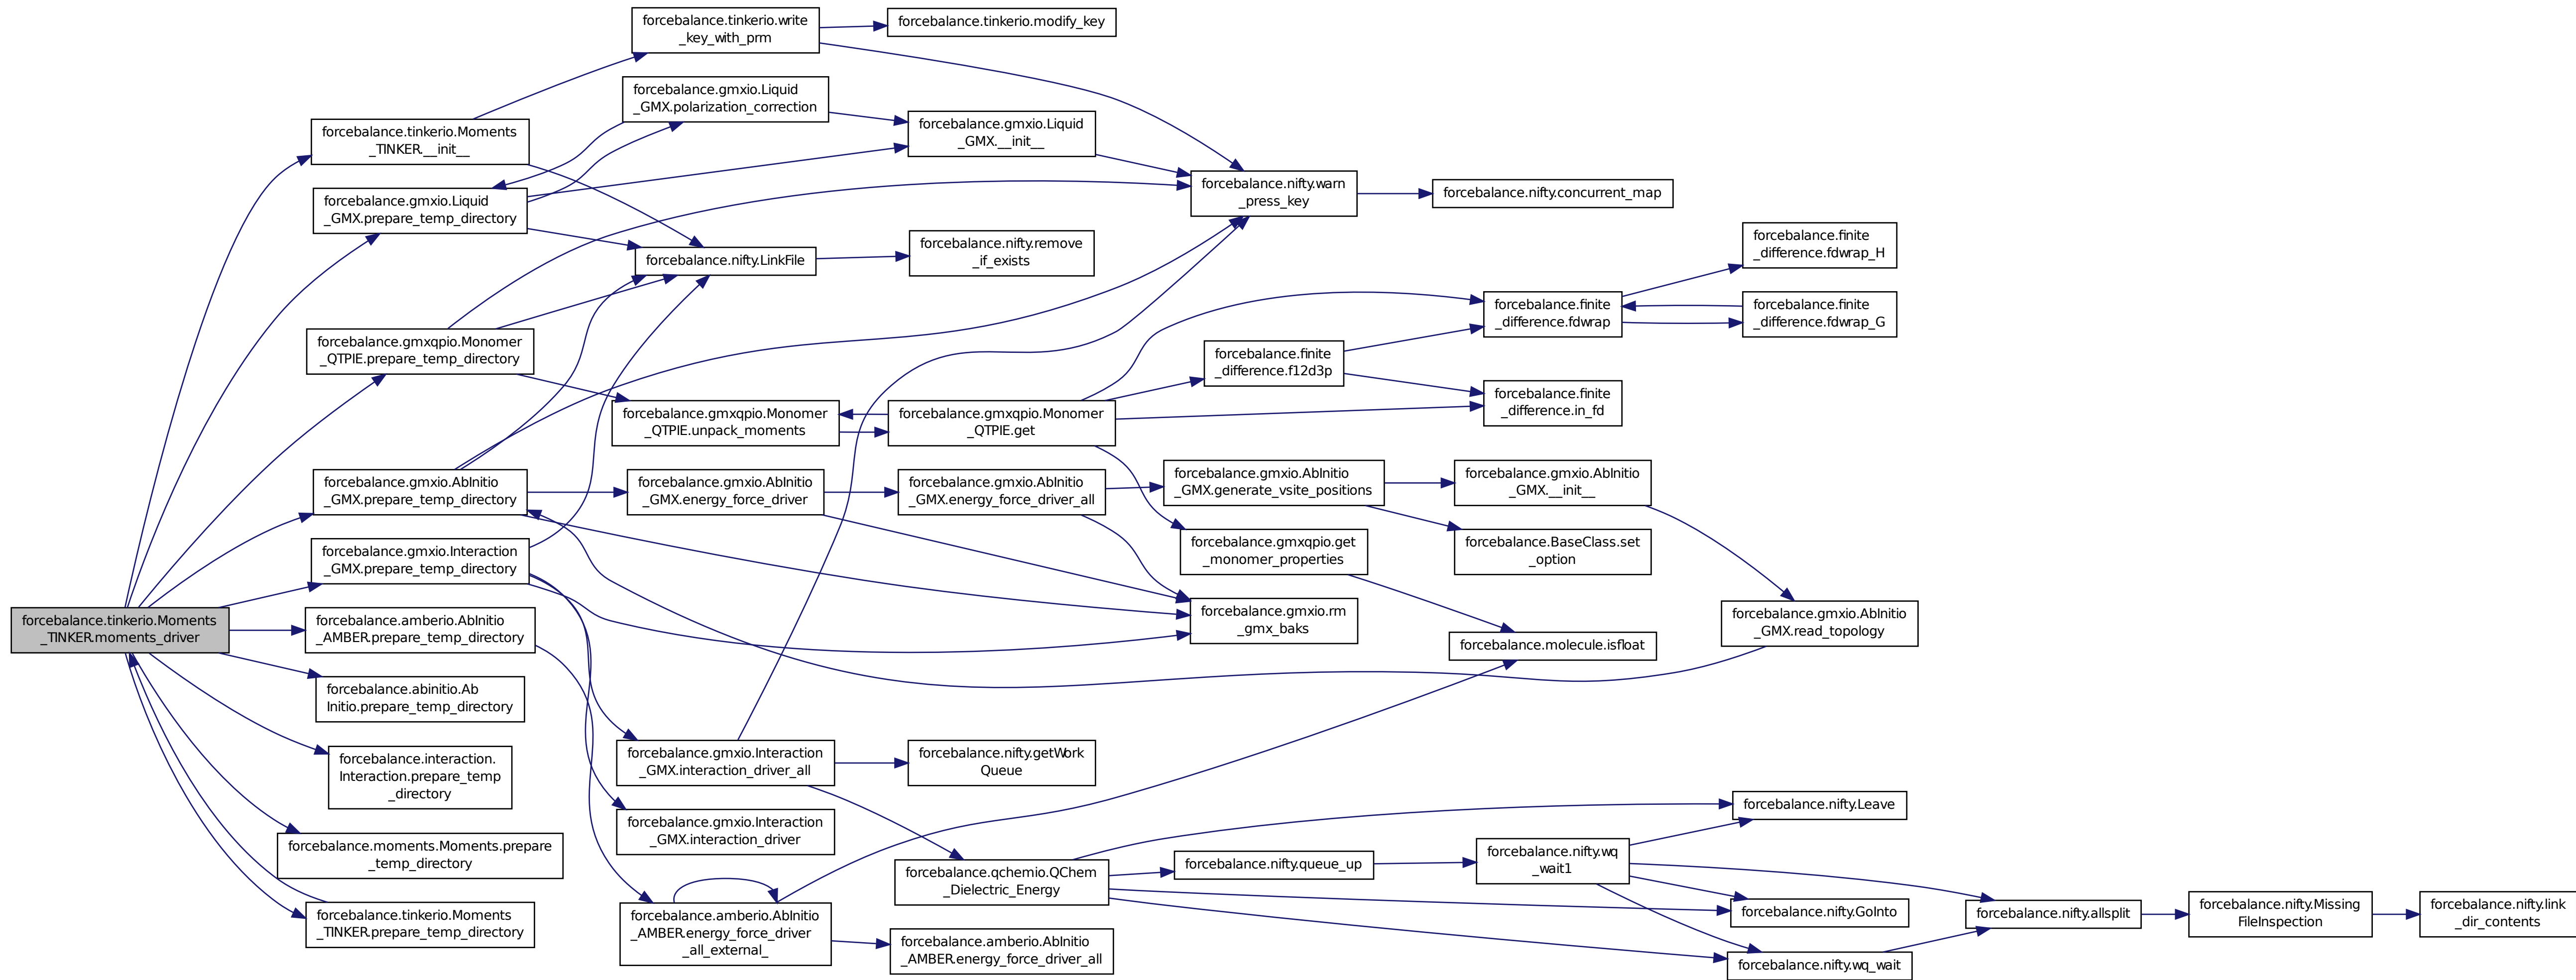 forcebalance.tinkerio.Moments
_TINKER.moments_driver
forcebalance.tinkerio.Moments
_TINKER.__init__
forcebalance.gmxio.Liquid
_GMX.prepare_temp_directory
forcebalance.gmxqpio.Monomer
_QTPIE.prepare_temp_directory
forcebalance.gmxio.AbInitio
_GMX.prepare_temp_directory
forcebalance.gmxio.Interaction
_GMX.prepare_temp_directory
forcebalance.amberio.AbInitio
_AMBER.prepare_temp_directory
forcebalance.abinitio.Ab
Initio.prepare_temp_directory
forcebalance.interaction.
Interaction.prepare_temp
_directory
forcebalance.moments.Moments.prepare
_temp_directory
forcebalance.tinkerio.Moments
_TINKER.prepare_temp_directory
forcebalance.tinkerio.write
_key_with_prm
forcebalance.gmxio.Liquid
_GMX.polarization_correction
forcebalance.nifty.LinkFile
forcebalance.gmxqpio.Monomer
_QTPIE.unpack_moments
forcebalance.gmxio.AbInitio
_GMX.energy_force_driver
forcebalance.gmxio.Interaction
_GMX.interaction_driver_all
forcebalance.gmxio.Interaction
_GMX.interaction_driver
forcebalance.amberio.AbInitio
_AMBER.energy_force_driver
_all_external_
forcebalance.tinkerio.modify_key
forcebalance.gmxio.Liquid
_GMX.__init__
forcebalance.nifty.remove
_if_exists
forcebalance.gmxqpio.Monomer
_QTPIE.get
forcebalance.gmxio.AbInitio
_GMX.energy_force_driver_all
forcebalance.nifty.getWork
Queue
forcebalance.qchemio.QChem
_Dielectric_Energy
forcebalance.amberio.AbInitio
_AMBER.energy_force_driver_all
forcebalance.nifty.warn
_press_key
forcebalance.finite
_difference.f12d3p
forcebalance.gmxio.AbInitio
_GMX.generate_vsite_positions
forcebalance.gmxqpio.get
_monomer_properties
forcebalance.gmxio.rm
_gmx_baks
forcebalance.nifty.queue_up
forcebalance.nifty.concurrent_map
forcebalance.finite
_difference.fdwrap
forcebalance.finite
_difference.in_fd
forcebalance.gmxio.AbInitio
_GMX.__init__
forcebalance.BaseClass.set
_option
forcebalance.molecule.isfloat
forcebalance.nifty.wq
_wait1
forcebalance.finite
_difference.fdwrap_H
forcebalance.finite
_difference.fdwrap_G
forcebalance.gmxio.AbInitio
_GMX.read_topology
forcebalance.nifty.Leave
forcebalance.nifty.GoInto
forcebalance.nifty.wq_wait
forcebalance.nifty.allsplit
forcebalance.nifty.Missing
FileInspection
forcebalance.nifty.link
_dir_contents